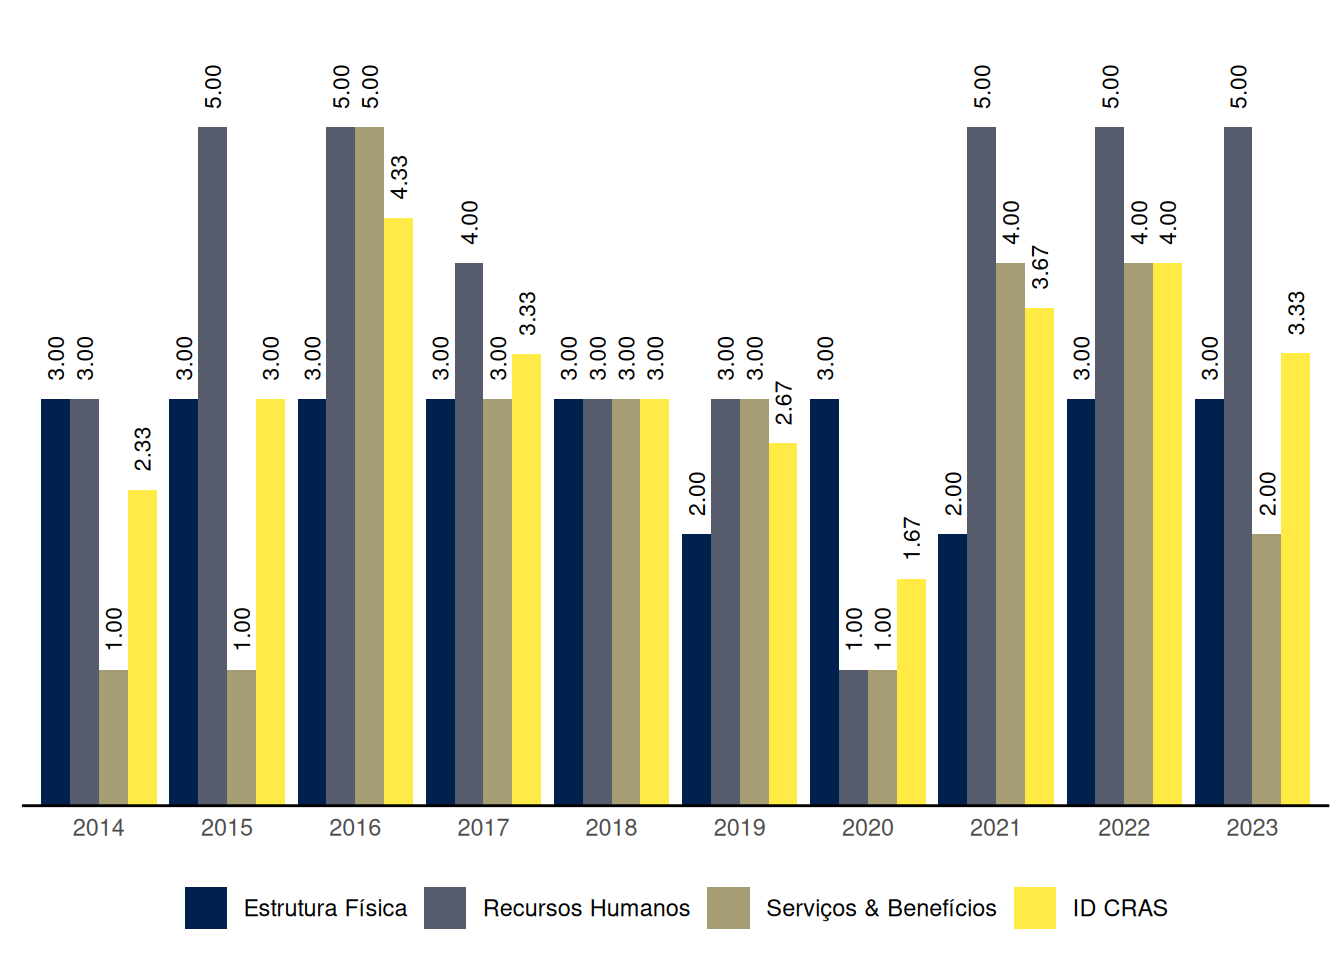 5.00 5.00 5.00 5.00 5.00 5.00
4.33
4.00 4.00 4.00 4.00
3.67
3.33 3.33
3.00 3.00 3.00 3.00 3.00 3.00 3.00 3.00 3.00 3.00 3.00 3.00 3.00 3.00 3.00 3.00
2.67
2.33
2.00 2.00 2.00
1.67
1.00 1.00 1.00 1.00
2014 2015 2016 2017 2018 2019 2020 2021 2022 2023
Estrutura Física Recursos Humanos Serviços & Benefícios ID CRAS